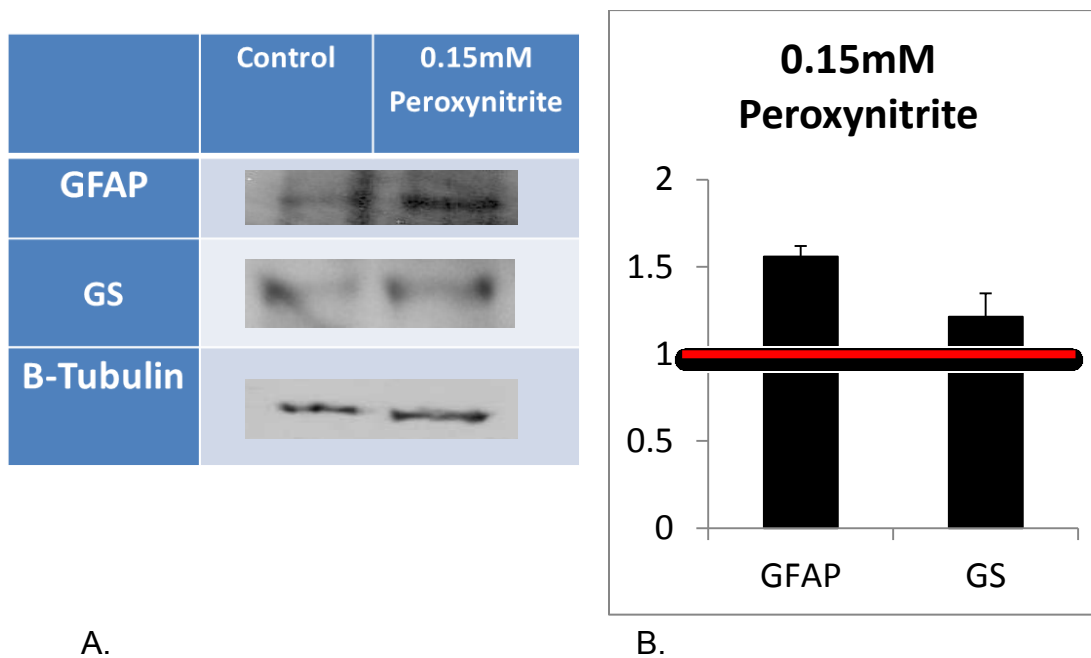 Control
0.15mM
Peroxynitrite
GFAP
GS
B-Tubulin
A.
0.15mM
Peroxynitrite
2
1.5
1
0.5
0
GFAP
GS
B.